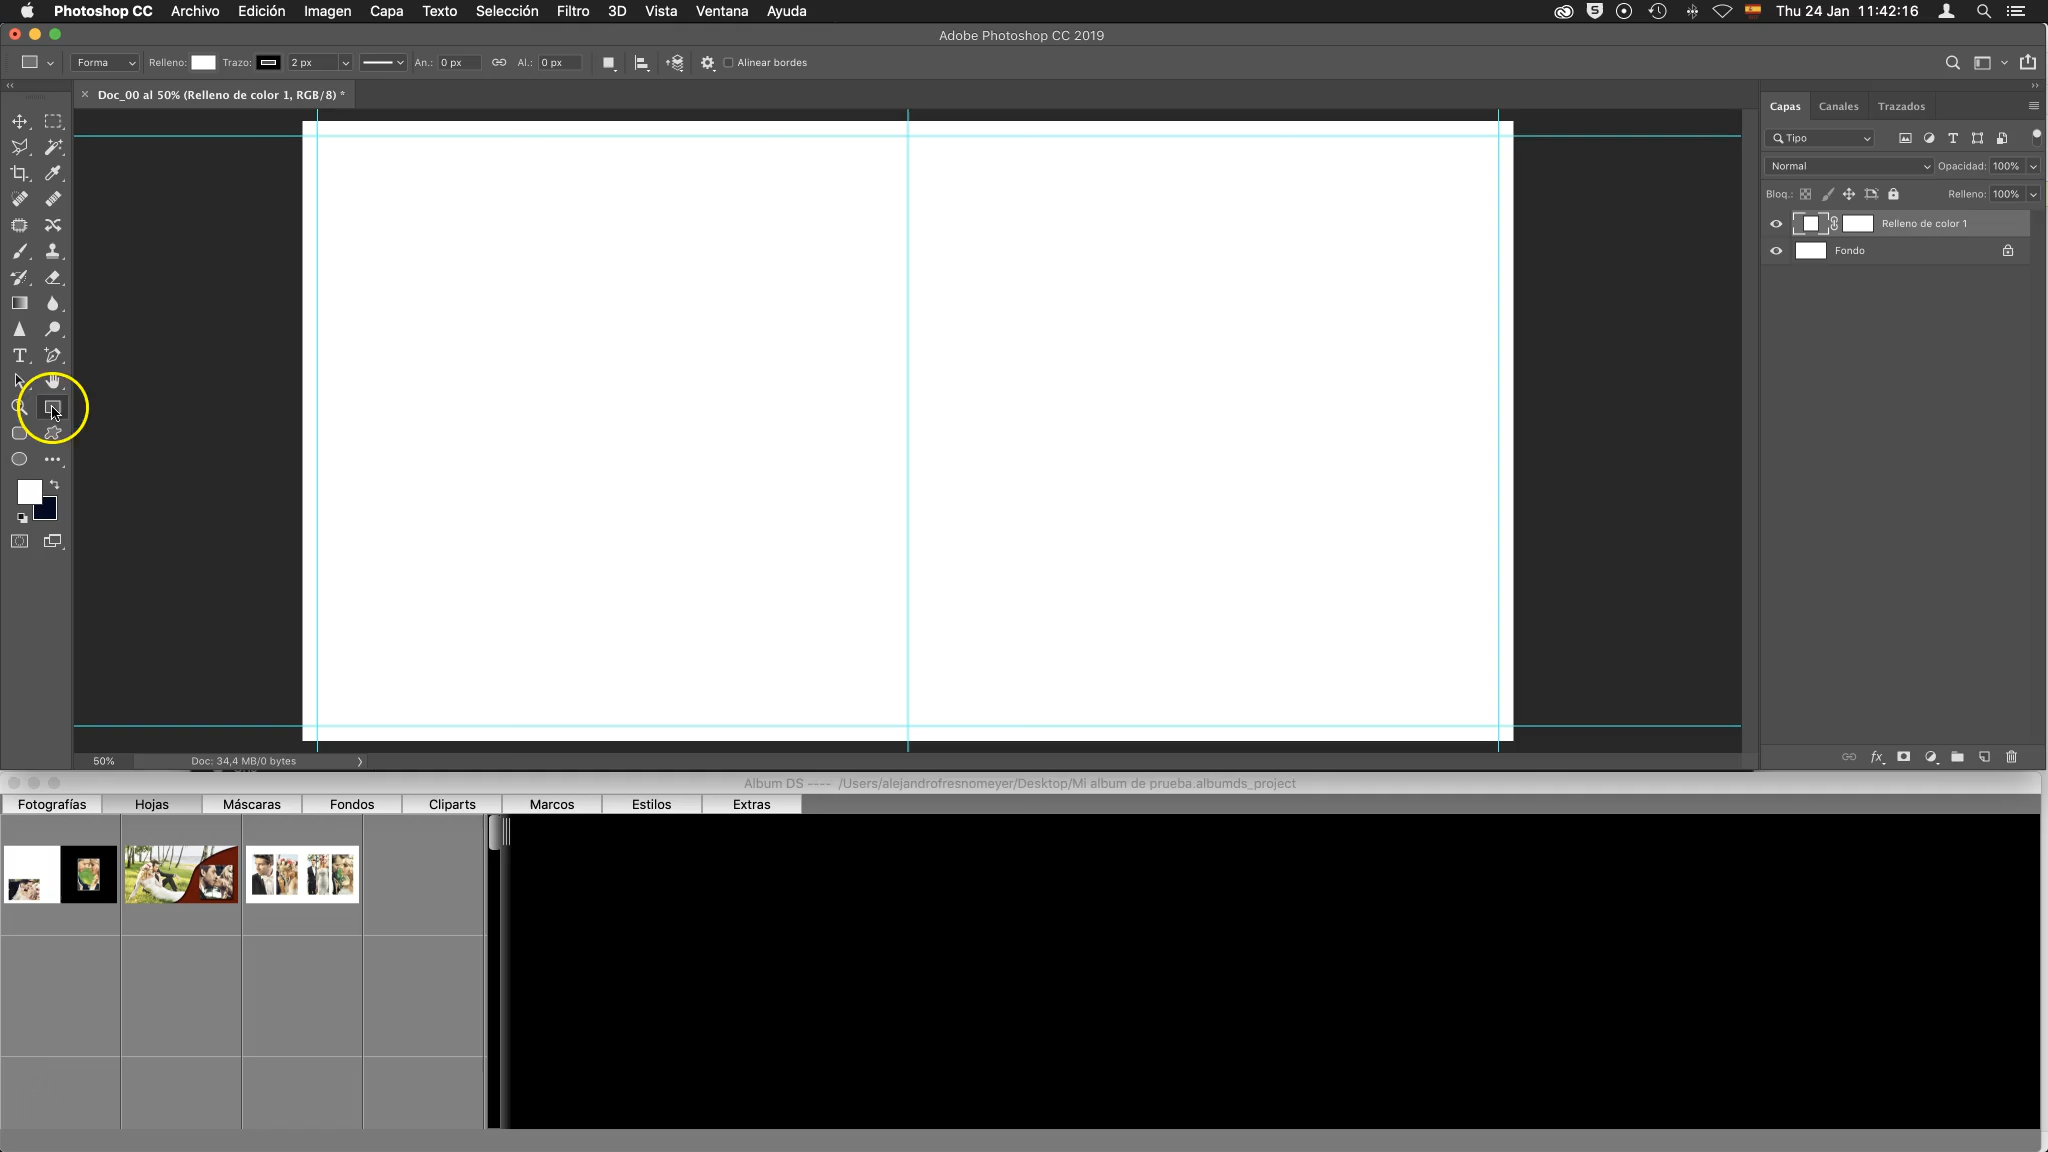 Photoshop CC Archivo Edición Imagen Capa Texto Selección Filtro 3D Vista Ventana Ayuda Thu 24 Jan 11:42:16
Adobe Photoshop CC 2019
Forma Relleno: Trazo: 2 px An.: 0 px Al.: 0 px Alinear bordes
Doc_00 al 50% (Relleno de color 1, RGB/8) *
Capas Canales Trazados
Tipo
Normal Opacidad: 100%
Bloq.: Relleno: 100%
Relleno de color 1
Fondo
50% Doc: 34,4 MB/0 bytes
Album DS ---- /Users/alejandrofresnomeyer/Desktop/Mi album de prueba.albumds_project
Fotografías Hojas Máscaras Fondos Cliparts Marcos Estilos Extras